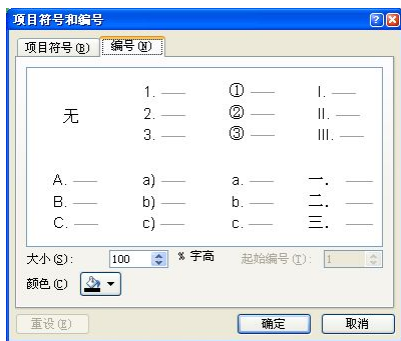 项目符号和编号
项目符号(B) 编号(N)
无 1. ① I.
2. ② II.
3. ③ III.
A. a) a. 一.
B. b) b. 二.
C. c) c. 三.
大小(S): 100 % 字高 起始编号(T): 1
颜色(C)
重设(E) 确定 取消